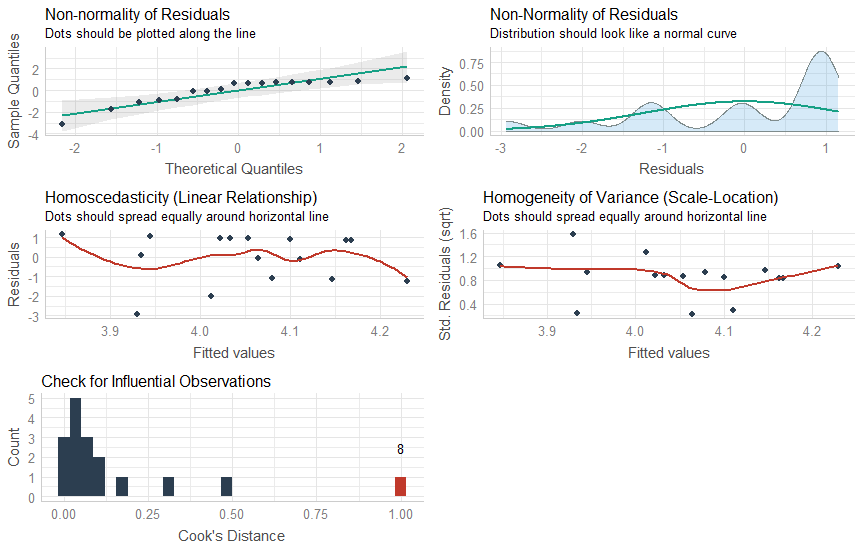 Non-normality of Residuals
Dots should be plotted along the line
Sample Quantiles
2
0
-2
-4
-2
-1
0
1
2
Theoretical Quantiles
Non-Normality of Residuals
Distribution should look like a normal curve
Density
0.75
0.50
0.25
0.00
-3
-2
-1
0
1
Residuals
Homoscedasticity (Linear Relationship)
Dots should spread equally around horizontal line
Residuals
1
0
-1
-2
-3
3.9
4.0
4.1
4.2
Fitted values
Homogeneity of Variance (Scale-Location)
Dots should spread equally around horizontal line
Std. Residuals (sqrt)
1.6
1.2
0.8
0.4
3.9
4.0
4.1
4.2
Fitted values
Check for Influential Observations
Count
5
4
3
2
1
0
8
0.00
0.25
0.50
0.75
1.00
Cook's Distance